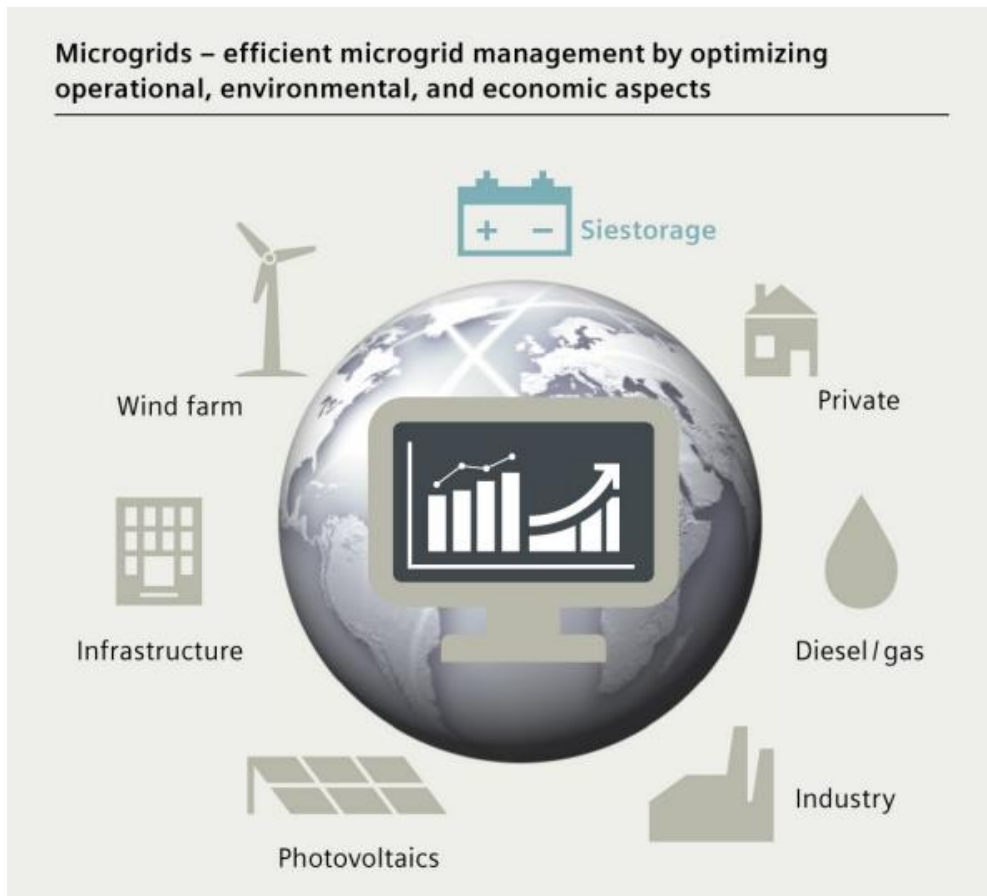 Microgrids – efficient microgrid management by optimizing
operational, environmental, and economic aspects
+ − Siestorage
Wind farm
Private
Infrastructure
Diesel / gas
Industry
Photovoltaics